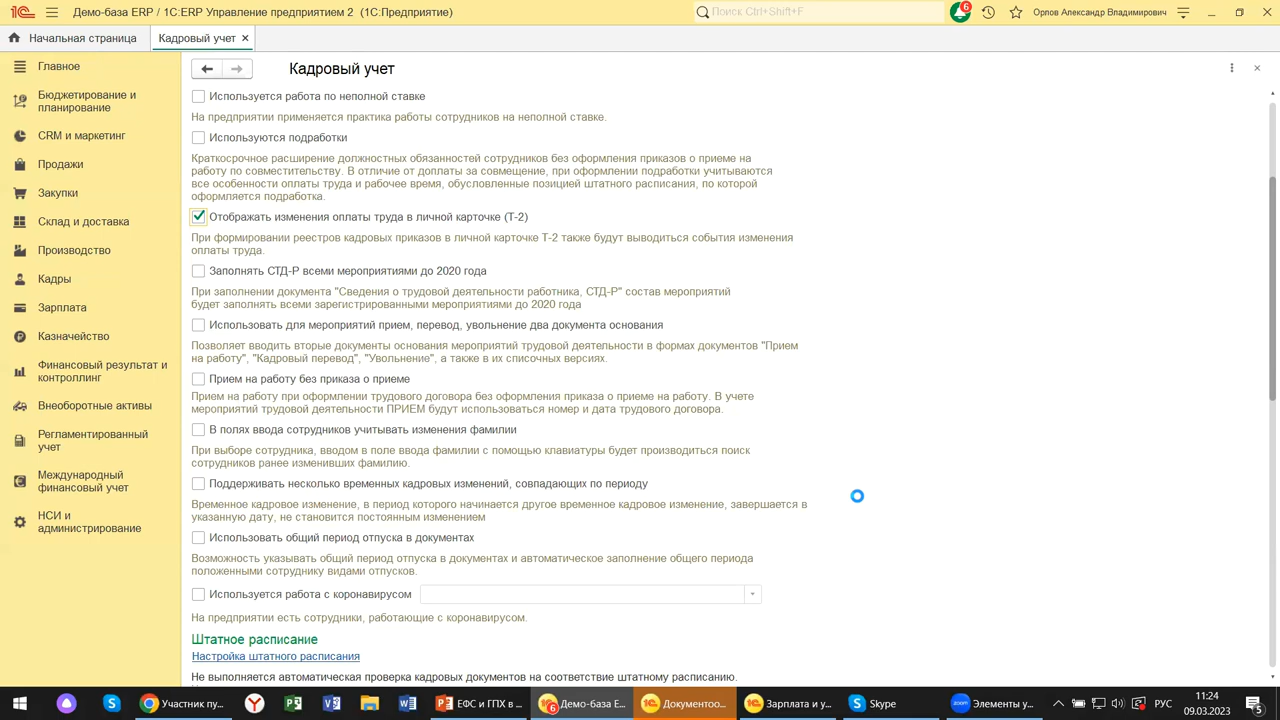 1С Демо-база ERP / 1С:ERP Управление предприятием 2 (1С:Предприятие)
Поиск Ctrl+Shift+F
6
Орлов Александр Владимирович
Начальная страница
Кадровый учет ×
Главное
Бюджетирование и
планирование
CRM и маркетинг
Продажи
Закупки
Склад и доставка
Производство
Кадры
Зарплата
Казначейство
Финансовый результат и
контроллинг
Внеоборотные активы
Регламентированный
учет
Международный
финансовый учет
НСИ и
администрирование
Кадровый учет
Используется работа по неполной ставке
На предприятии применяется практика работы сотрудников на неполной ставке.
Используются подработки
Краткосрочное расширение должностных обязанностей сотрудников без оформления приказов о приеме на
работу по совместительству. В отличие от доплаты за совмещение, при оформлении подработки учитываются
все особенности оплаты труда и рабочее время, обусловленные позицией штатного расписания, по которой
оформляется подработка.
Отображать изменения оплаты труда в личной карточке (Т-2)
При формировании реестров кадровых приказов в личной карточке Т-2 также будут выводиться события изменения
оплаты труда.
Заполнять СТД-Р всеми мероприятиями до 2020 года
При заполнении документа "Сведения о трудовой деятельности работника, СТД-Р" состав мероприятий
будет заполнять всеми зарегистрированными мероприятиями до 2020 года
Использовать для мероприятий прием, перевод, увольнение два документа основания
Позволяет вводить вторые документы основания мероприятий трудовой деятельности в формах документов "Прием
на работу", "Кадровый перевод", "Увольнение", а также в их списочных версиях.
Прием на работу без приказа о приеме
Прием на работу при оформлении трудового договора без оформления приказа о приеме на работу. В учете
мероприятий трудовой деятельности ПРИЕМ будут использоваться номер и дата трудового договора.
В полях ввода сотрудников учитывать изменения фамилии
При выборе сотрудника, вводом в поле ввода фамилии с помощью клавиатуры будет производиться поиск
сотрудников ранее изменивших фамилию.
Поддерживать несколько временных кадровых изменений, совпадающих по периоду
Временное кадровое изменение, в период которого начинается другое временное кадровое изменение, завершается в
указанную дату, не становится постоянным изменением
Использовать общий период отпуска в документах
Возможность указывать общий период отпуска в документах и автоматическое заполнение общего периода
положенными сотруднику видами отпусков.
Используется работа с коронавирусом
На предприятии есть сотрудники, работающие с коронавирусом.
Штатное расписание
Настройка штатного расписания
Не выполняется автоматическая проверка кадровых документов на соответствие штатному расписанию.
Участник пу...
ЕФС и ГПХ в ...
6
Демо-база Е...
Документоо...
Зарплата и у...
Skype
zoom
Элементы у...
РУС
11:24
09.03.2023
5